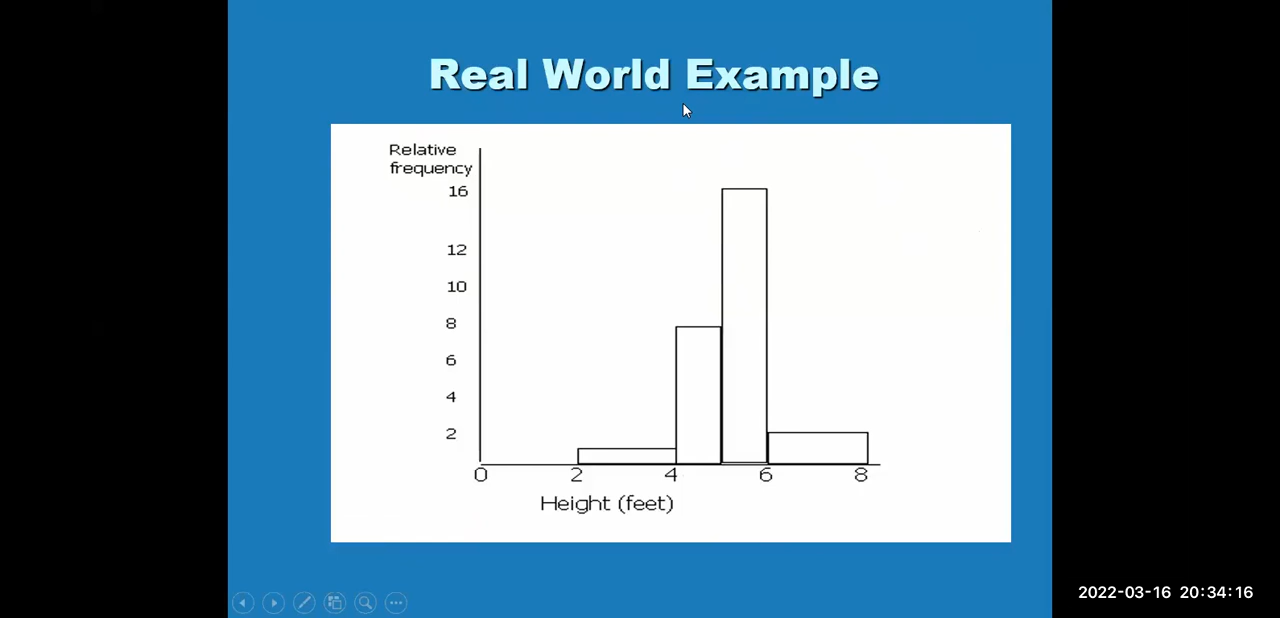 Real World Example
Relative
frequency
16
12
10
8
6
4
2
0 2 4 6 8
Height (feet)
2022-03-16 20:34:16